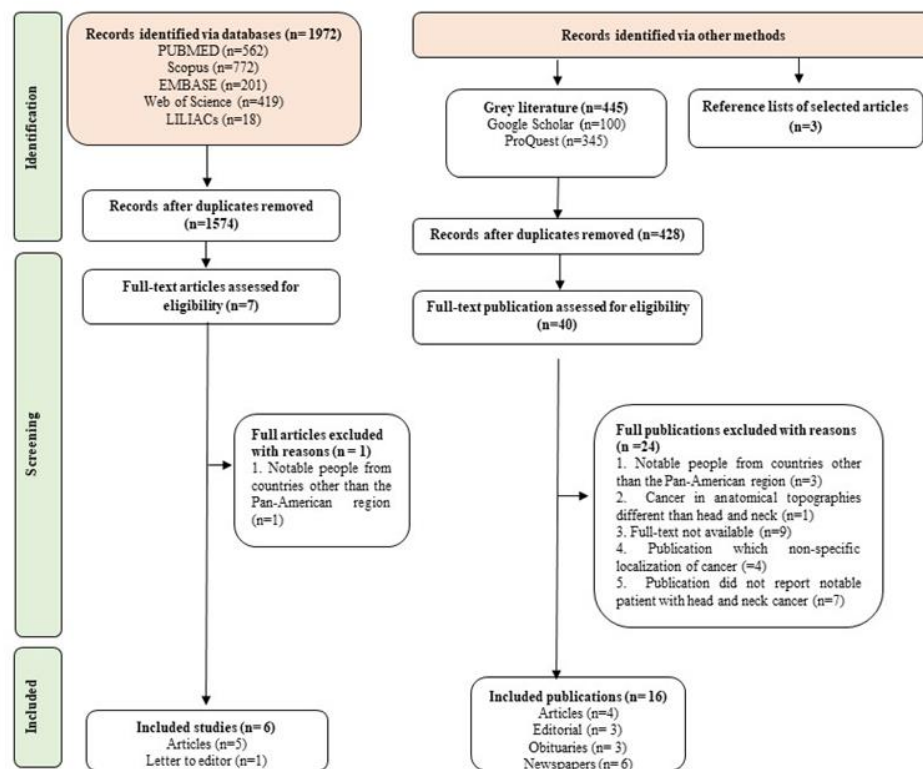 Identification
Records identified via databases (n= 1972)
PUBMED (n=562)
Scopus (n=772)
EMBASE (n=201)
Web of Science (n=419)
LILIACs (n=18)
Records identified via other methods
Grey literature (n=445)
Google Scholar (n=100)
ProQuest (n=345)
Reference lists of selected articles
(n=3)
Records after duplicates removed
(n=1574)
Records after duplicates removed (n=428)
Screening
Full-text articles assessed for
eligibility (n=7)
Full-text publication assessed for eligibility
(n=40)
Full articles excluded
with reasons (n = 1)
1. Notable people from
countries other than the
Pan-American region
(n=1)
Full publications excluded with reasons
(n =24)
1. Notable people from countries other
than the Pan-American region (n=3)
2. Cancer in anatomical topographies
different than head and neck (n=1)
3. Full-text not available (n=9)
4. Publication which non-specific
localization of cancer (=4)
5. Publication did not report notable
patient with head and neck cancer (n=7)
Included
Included studies (n= 6)
Articles (n=5)
Letter to editor (n=1)
Included publications (n= 16)
Articles (n=4)
Editorial (n= 3)
Obituaries (n= 3)
Newspapers (n= 6)